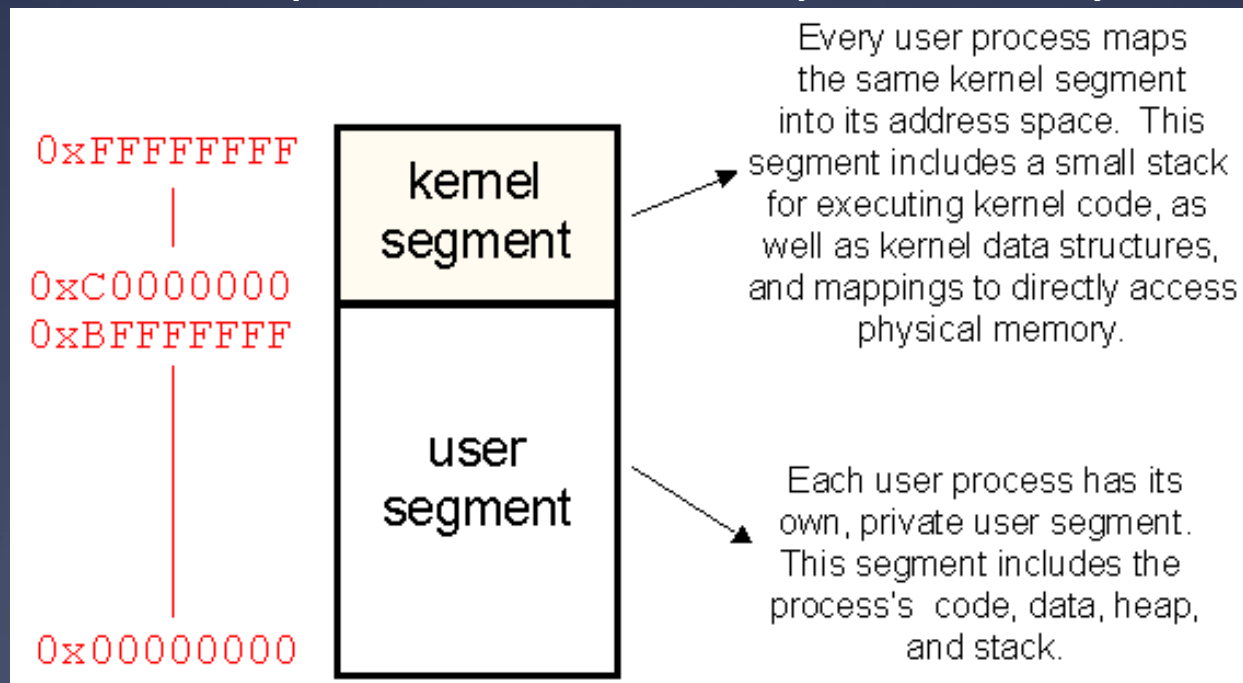 0xFFFFFFFF
0xC0000000
0xBFFFFFFF
0x00000000
kernel
segment
user
segment
Every user process maps
the same kernel segment
into its address space. This
segment includes a small stack
for executing kernel code, as
well as kernel data structures,
and mappings to directly access
physical memory.
Each user process has its
own, private user segment.
This segment includes the
process's code, data, heap,
and stack.